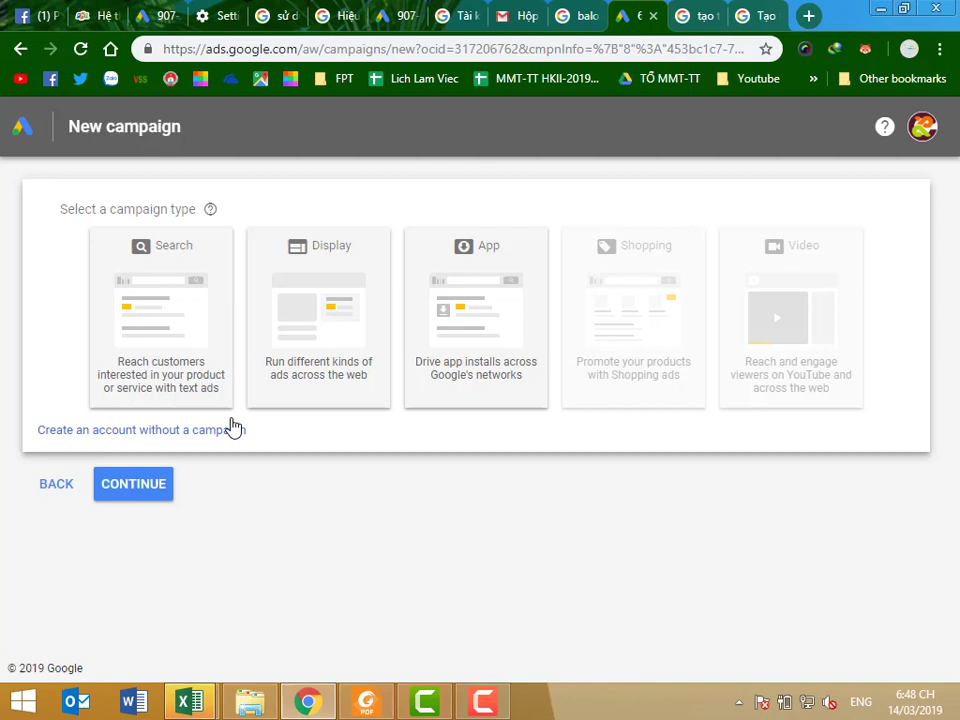 (1) F
Hệ t
907-
Setti
sử d
Hiệu
907-
Tài k
Hộp
balo
6
tạo t
Tạo
https://ads.google.com/aw/campaigns/new?ocid=317206762&cmpnInfo=%7B"8"%3A"453bc1c7-7...
Zalo
VSS
FPT
Lich Lam Viec
MMT-TT HKII-2019...
TỔ MMT-TT
Youtube
»
Other bookmarks
New campaign
Select a campaign type
Search
Reach customers
interested in your product
or service with text ads
Display
Run different kinds of
ads across the web
App
Drive app installs across
Google's networks
Shopping
Promote your products
with Shopping ads
Video
Reach and engage
viewers on YouTube and
across the web
Create an account without a campaign
BACK
CONTINUE
© 2019 Google
PDF
ENG
6:48 CH
14/03/2019